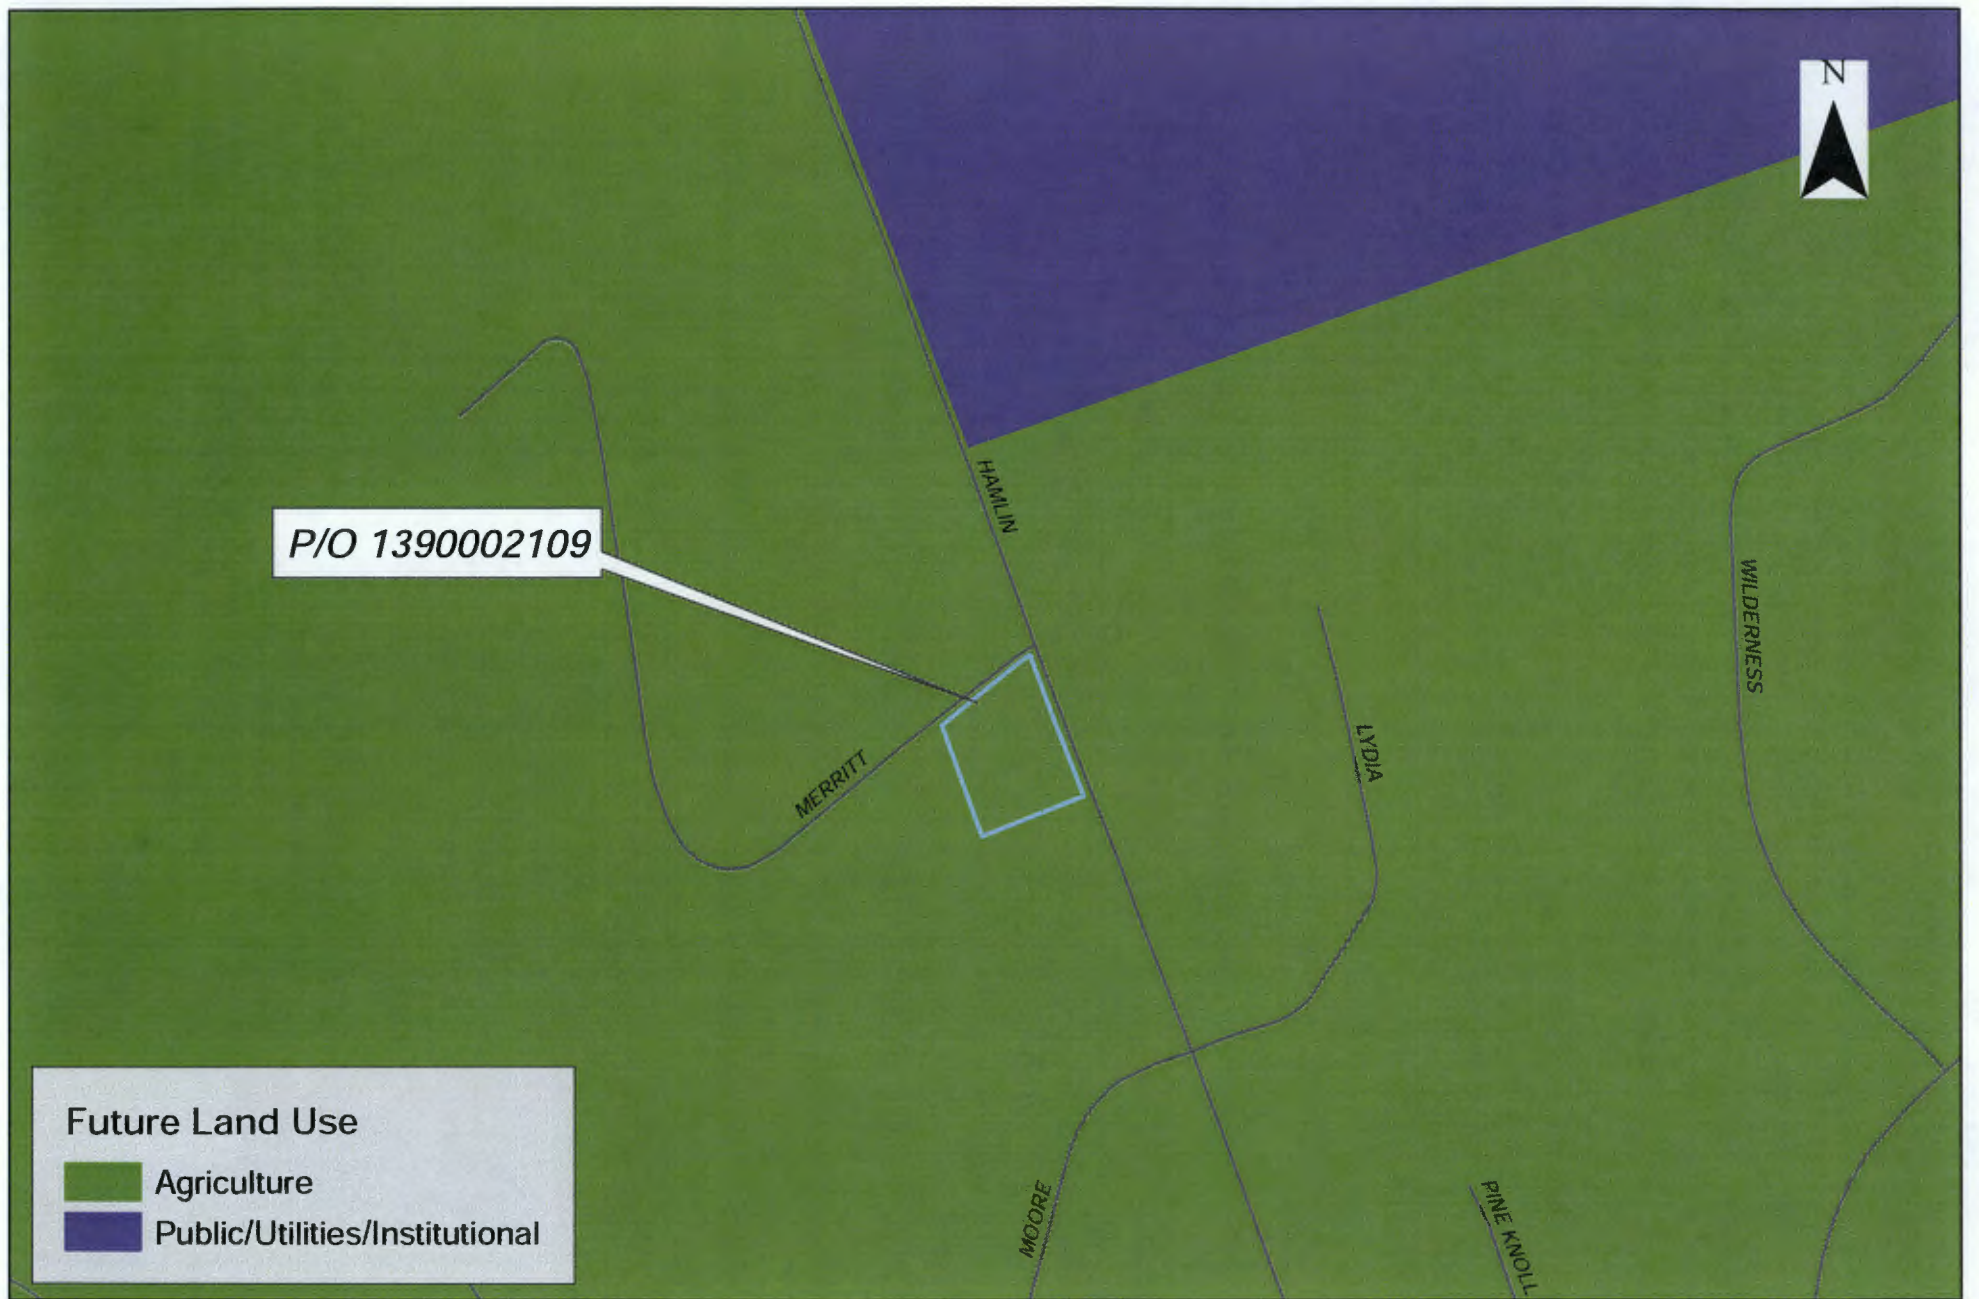 N
HAMLIN
P/O 1390002109
WILDERNESS
LYDIA
MERRITT
Future Land Use
Agriculture
Public/Utilities/Institutional
MOORE
PINE KNOLL